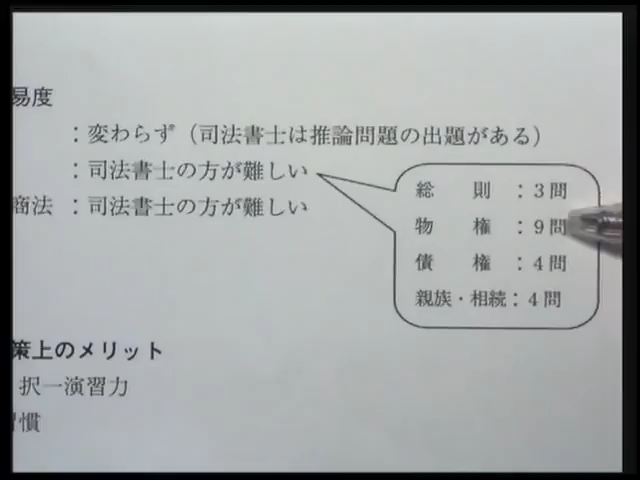 易度
：変わらず（司法書士は推論問題の出題がある）
：司法書士の方が難しい
商法：司法書士の方が難しい
総　則：3問
物　権：9問
債　権：4問
親族・相続：4問
策上のメリット
択一演習力
習慣